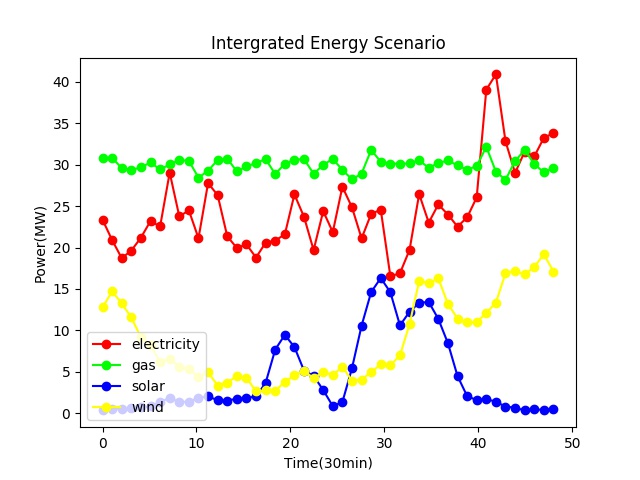 Intergrated Energy Scenario
Power(MW)
40
35
30
25
20
15
10
5
0
electricity
gas
solar
wind
0 10 20 30 40 50
Time(30min)